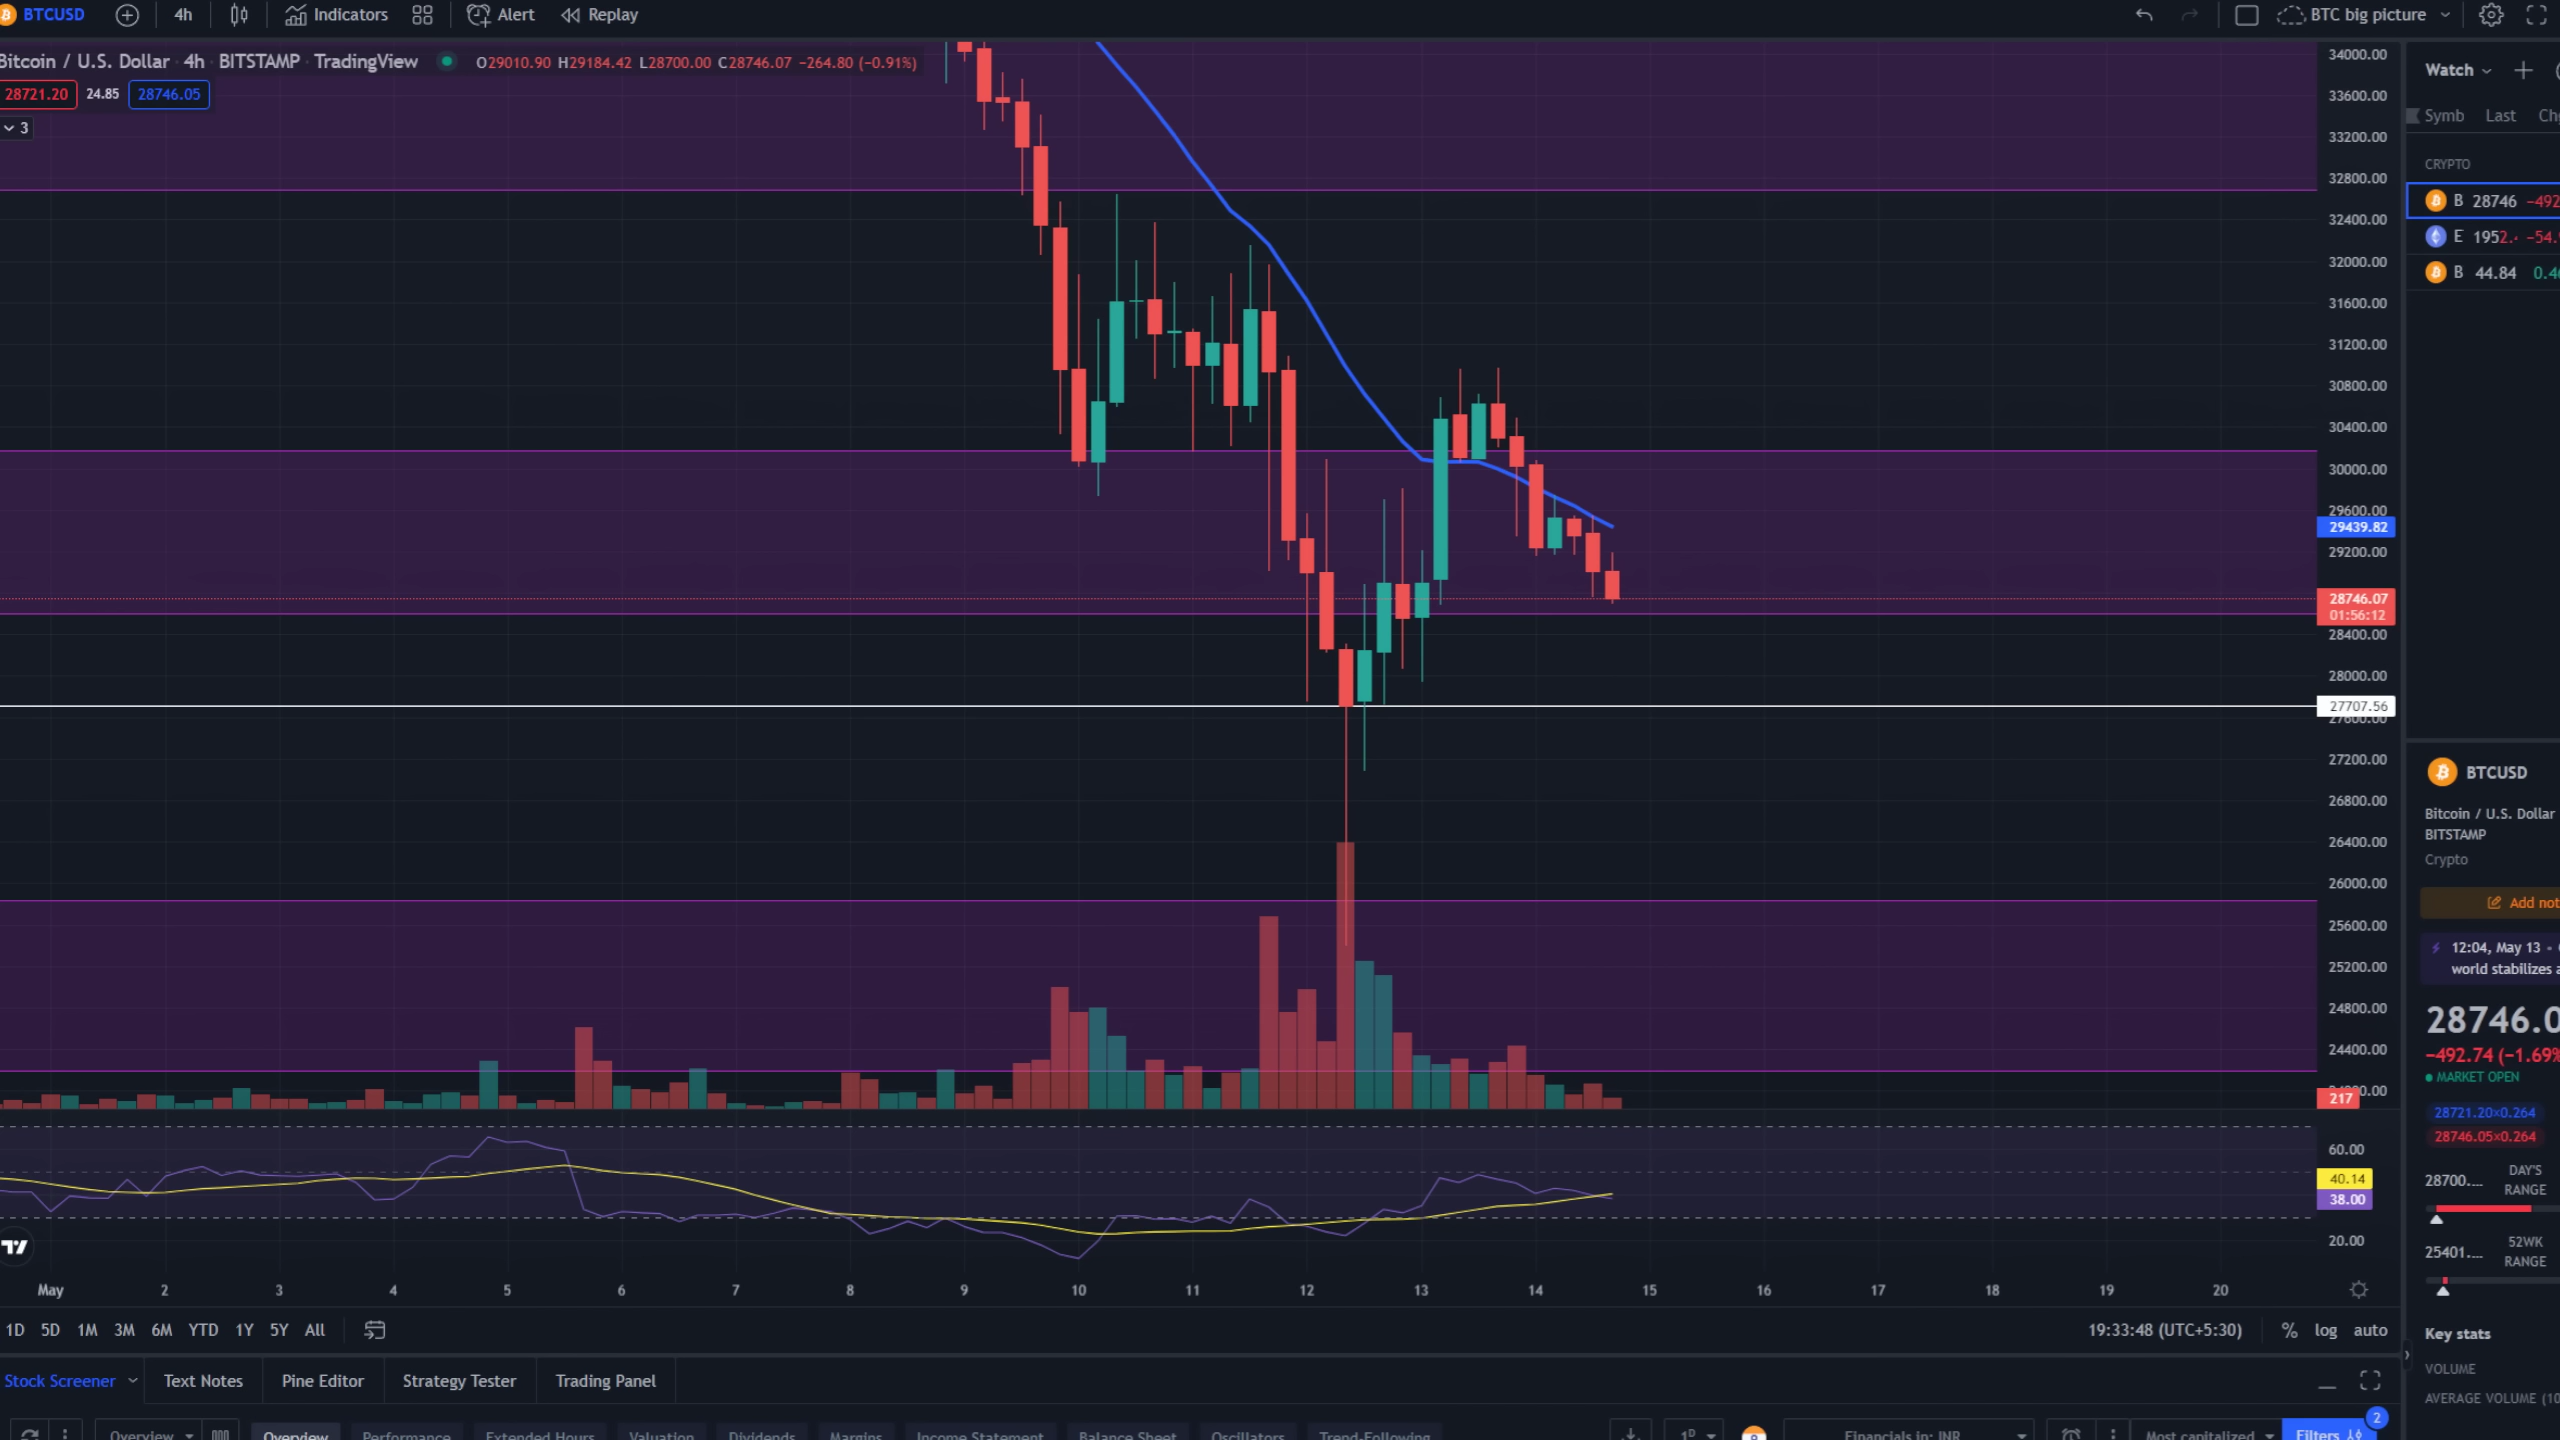 BTCUSD 4h Indicators Alert Replay BTC big picture
Bitcoin / U.S. Dollar · 4h · BITSTAMP · TradingView O29010.90 H29184.42 L28700.00 C28746.07 −264.80 (−0.91%)
28721.20 24.85 28746.05
3
34000.00
33600.00
33200.00
32800.00
32400.00
32000.00
31600.00
31200.00
30800.00
30400.00
30000.00
29600.00
29439.82
29200.00
28746.07
01:56:12
28400.00
28000.00
27707.56
27600.00
27200.00
26800.00
26400.00
26000.00
25600.00
25200.00
24800.00
24400.00
217
60.00
40.14
38.00
20.00
May 2 3 4 5 6 7 8 9 10 11 12 13 14 15 16 17 18 19 20
1D 5D 1M 3M 6M YTD 1Y 5Y All
19:33:48 (UTC+5:30) % log auto
Stock Screener Text Notes Pine Editor Strategy Tester Trading Panel
2
Overview Overview Performance Extended Hours Valuation Dividends Margins Income Statement Balance Sheet Oscillators Trend-Following 1D Financials in: INR Most capitalized Filters
Watch
Symb Last
CRYPTO
B 28746 −492
E 1952. −54.
B 44.84
BTCUSD
Bitcoin / U.S. Dollar
BITSTAMP
Crypto
Add
12:04, May 13
world stabilizes
28746.0
−492.74 (−1.69%
MARKET OPEN
28721.20×0.264
28746.05×0.264
28700.... DAY'S
RANGE
25401.... 52WK
RANGE
Key stats
VOLUME
AVERAGE VOLUME (10